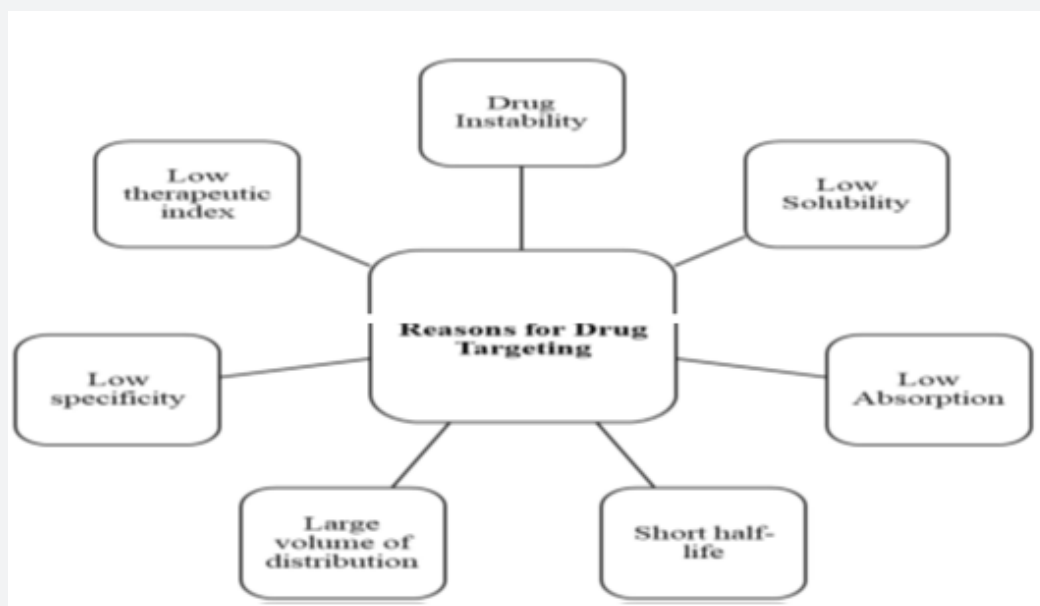 Drug
Instability
Low
therapeutic
index
Low
Solubility
Reasons for Drug
Targeting
Low
specificity
Low
Absorption
Large
volume of
distribution
Short half-
life